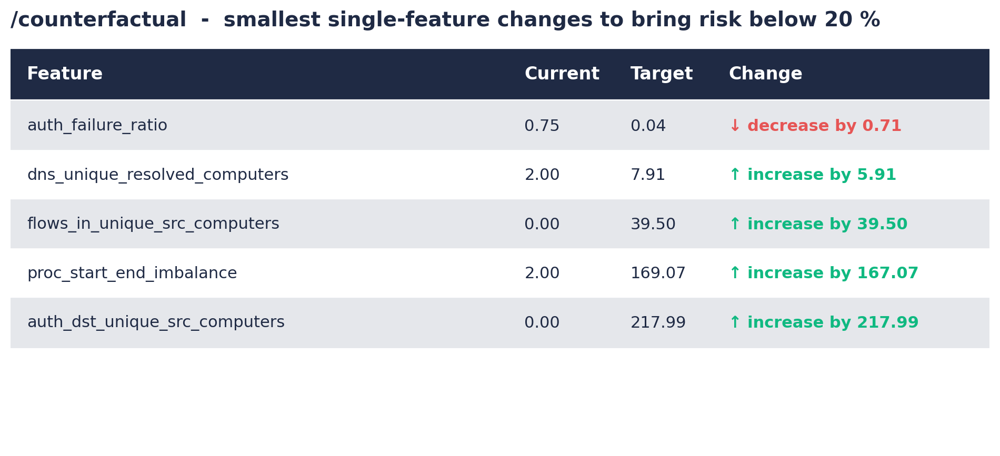 /counterfactual - smallest single-feature changes to bring risk below 20 %
Feature Current Target Change
auth_failure_ratio 0.75 0.04 ↓ decrease by 0.71
dns_unique_resolved_computers 2.00 7.91 ↑ increase by 5.91
flows_in_unique_src_computers 0.00 39.50 ↑ increase by 39.50
proc_start_end_imbalance 2.00 169.07 ↑ increase by 167.07
auth_dst_unique_src_computers 0.00 217.99 ↑ increase by 217.99